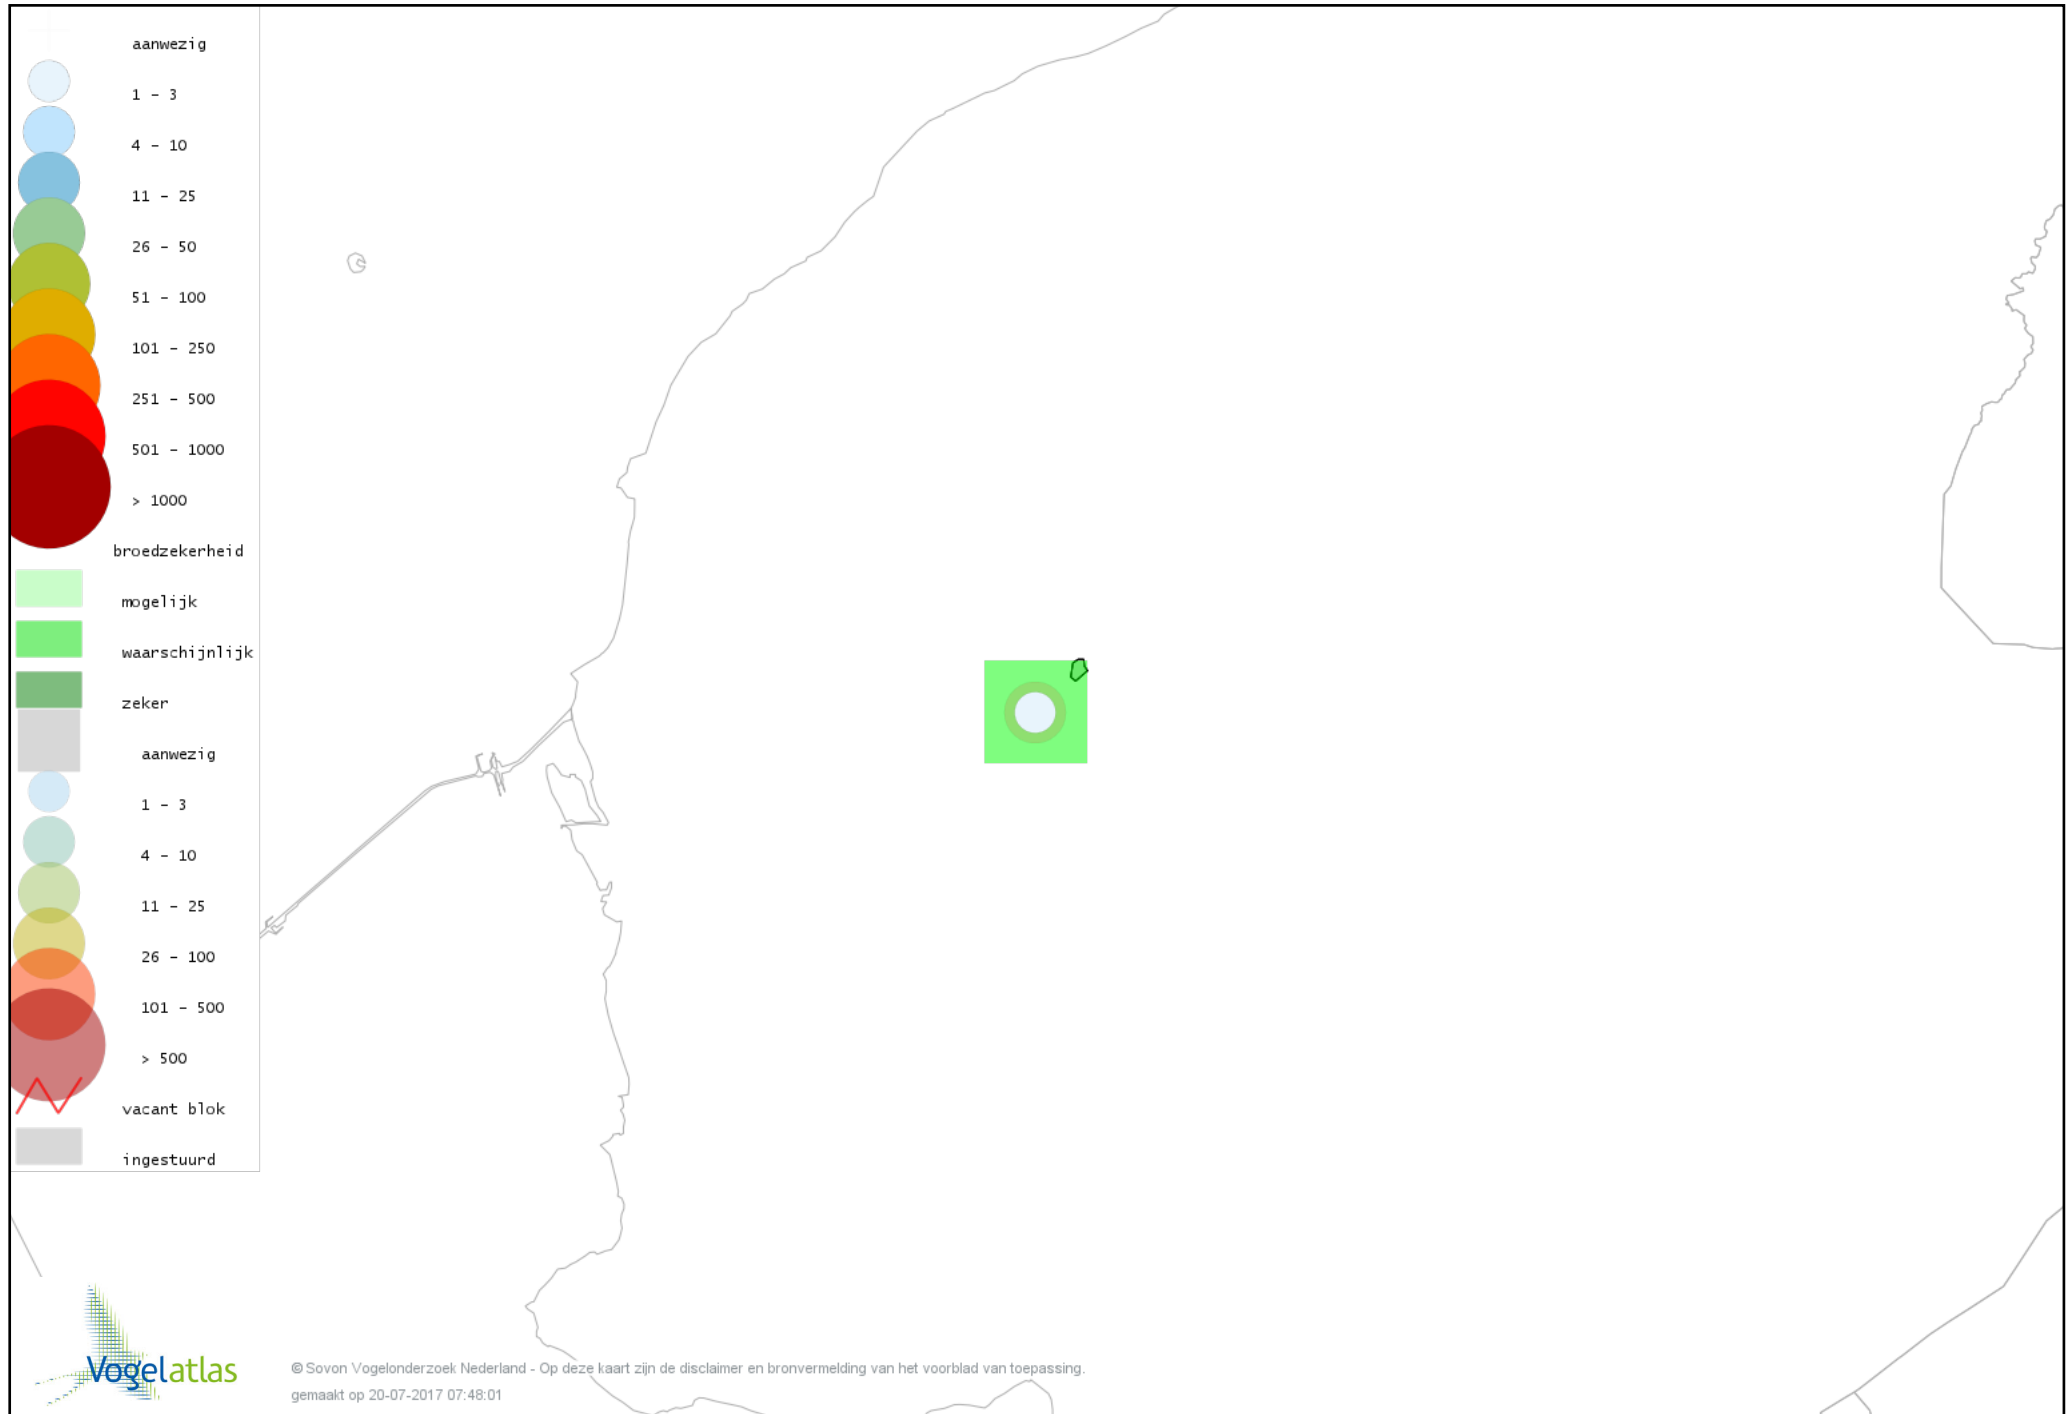 aanwezig
1 - 3
4 - 10
11 - 25
26 - 50
51 - 100
101 - 250
251 - 500
501 - 1000
> 1000
broedzekerheid
mogelijk
waarschijnlijk
zeker
aanwezig
1 - 3
4 - 10
11 - 25
26 - 100
101 - 500
> 500
vacant blok
ingestuurd
Vogelatlas
© Sovon Vogelonderzoek Nederland - Op deze kaart zijn de disclaimer en bronvermelding van het voorblad van toepassing.
gemaakt op 20-07-2017 07:48:01